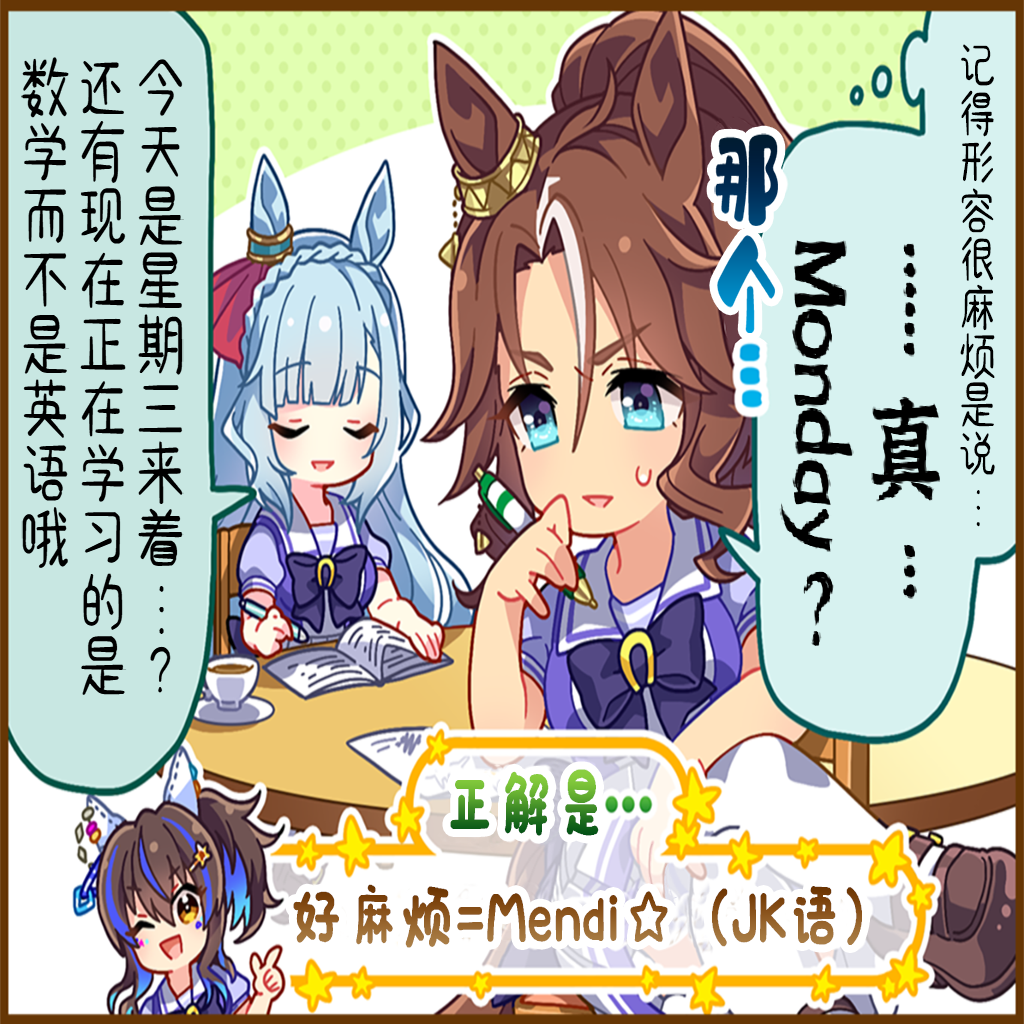 记得形容很麻烦是说…
那个…
……真…
Monday?
今天是星期三来着…?
还有现在正在学习的是
数学而不是英语哦
正解是…
好麻烦=Mendi☆（JK语）